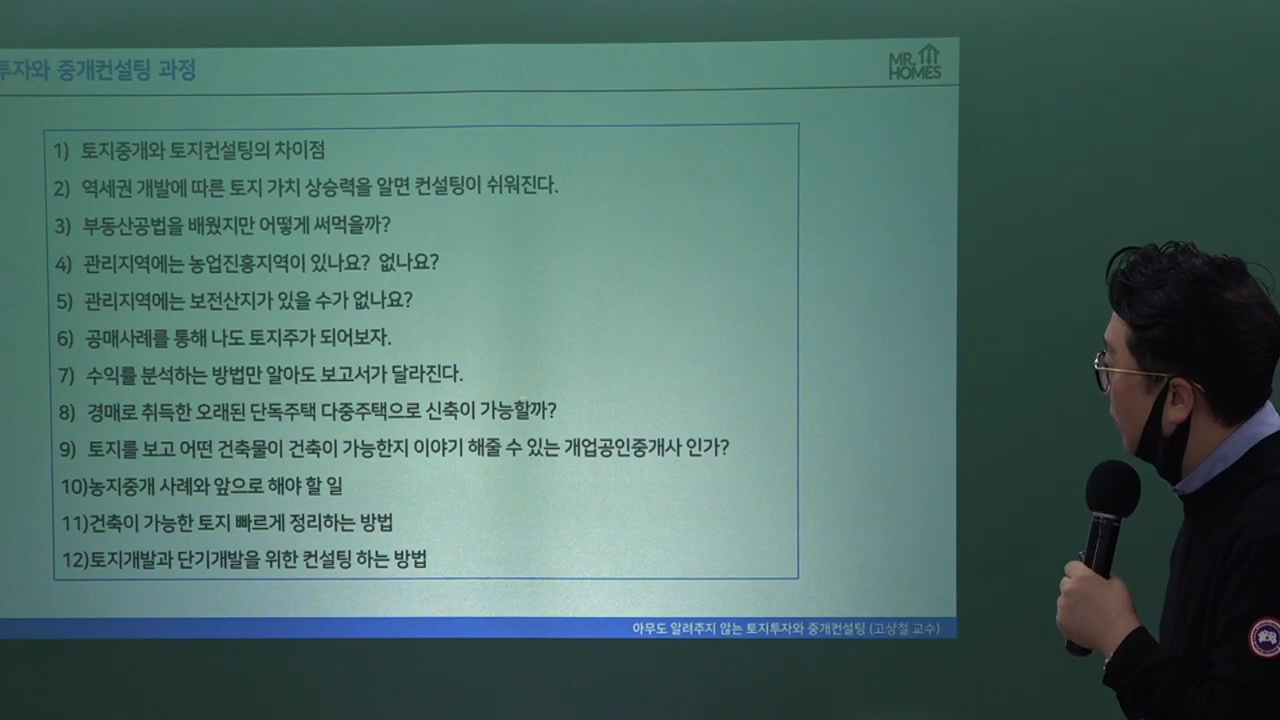 투자와 중개컨설팅 과정
MR.
HOMES
1) 토지중개와 토지컨설팅의 차이점
2) 역세권 개발에 따른 토지 가치 상승력을 알면 컨설팅이 쉬워진다.
3) 부동산공법을 배웠지만 어떻게 써먹을까?
4) 관리지역에는 농업진흥지역이 있나요? 없나요?
5) 관리지역에는 보전산지가 있을 수가 없나요?
6) 공매사례를 통해 나도 토지주가 되어보자.
7) 수익률 분석하는 방법만 알아도 보고서가 달라진다.
8) 경매로 취득한 오래된 단독주택 다중주택으로 신축이 가능할까?
9) 토지를 보고 어떤 건축물이 건축이 가능한지 이야기 해줄 수 있는 개업공인중개사 인가?
10)농지중개 사례와 앞으로 해야 할 일
11)건축이 가능한 토지 빠르게 정리하는 방법
12)토지개발과 단기개발을 위한 컨설팅 하는 방법
아무도 알려주지 않는 토지투자와 중개컨설팅 (고상철 교수)